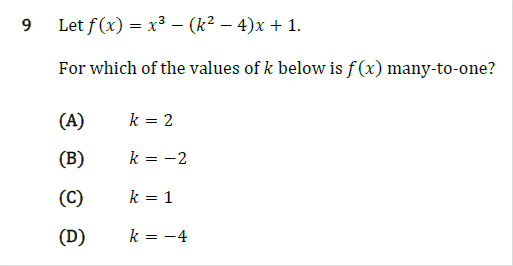 9 Let f(x) = x³ − (k² − 4)x + 1.
For which of the values of k below is f(x) many-to-one?
(A) k = 2
(B) k = −2
(C) k = 1
(D) k = −4